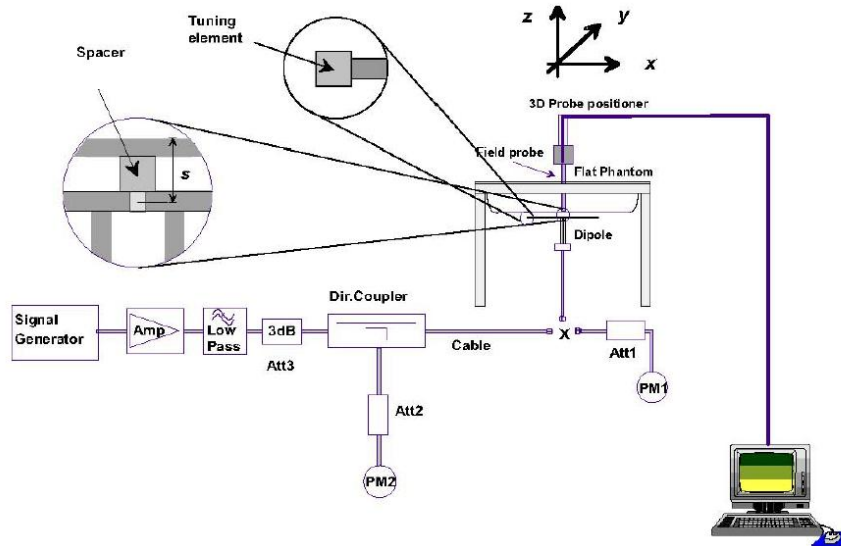 Tuning
element
Spacer
z
y
x
3D Probe positioner
Field probe
Flat Phantom
s
Dipole
Dir.Coupler
Signal
Generator
Amp
Low
Pass
3dB
Att3
Cable
X
Att1
PM1
Att2
PM2